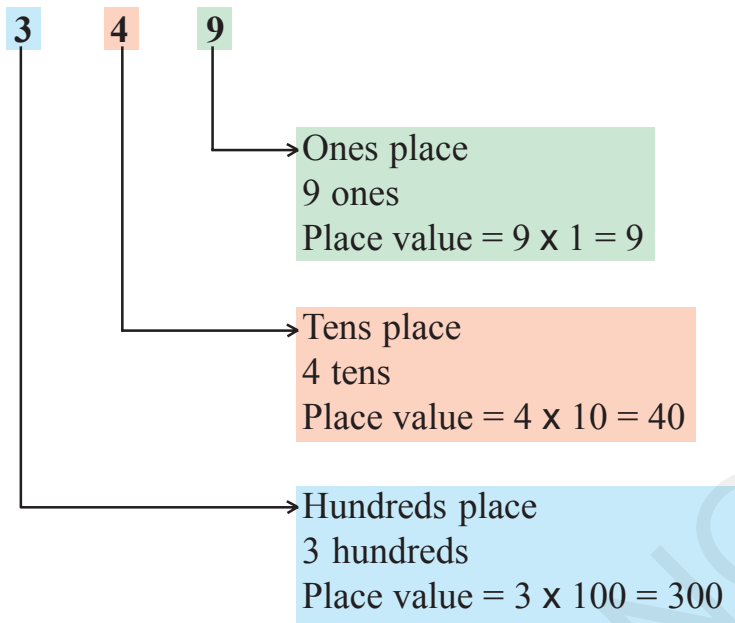 3 4 9
Ones place
9 ones
Place value = 9 x 1 = 9
Tens place
4 tens
Place value = 4 x 10 = 40
Hundreds place
3 hundreds
Place value = 3 x 100 = 300